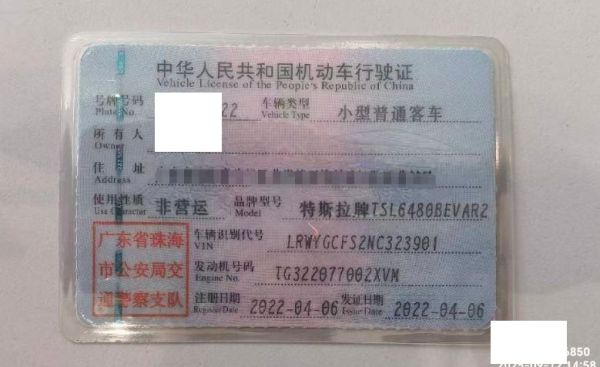 中华人民共和国机动车行驶证
Vehicle License of the People's Republic of China
号牌号码 22 车辆类型 小型普通客车
Plate No. Vehicle Type
所有人
Owner
住址
Address
使用性质 非营运 品牌型号 特斯拉牌TSL6480BEVAR2
Use Character Model
广东省珠海 车辆识别代号 LRWYGCFS2NC323901
VIN
市公安局交 发动机号码 TG322077002XVM
Engine No.
通警察支队 注册日期 2022-04-06 发证日期 2022-04-06
Register Date Issue Date
6850
14:58